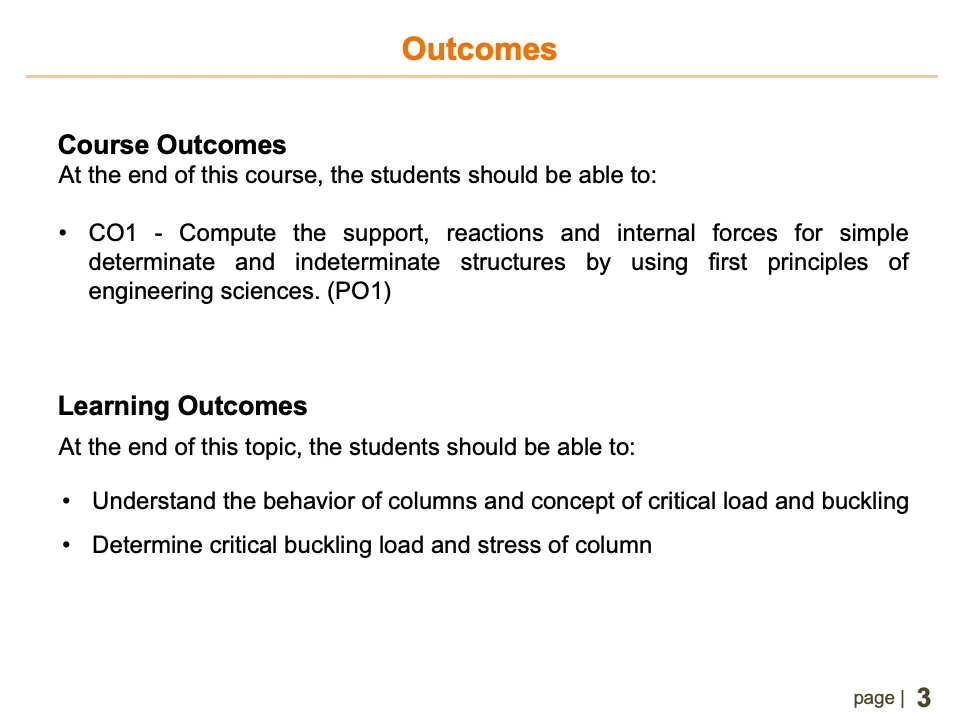 Outcomes
Course Outcomes
At the end of this course, the students should be able to:
• CO1 - Compute the support, reactions and internal forces for simple
determinate and indeterminate structures by using first principles of
engineering sciences. (PO1)
Learning Outcomes
At the end of this topic, the students should be able to:
• Understand the behavior of columns and concept of critical load and buckling
• Determine critical buckling load and stress of column
page | 3